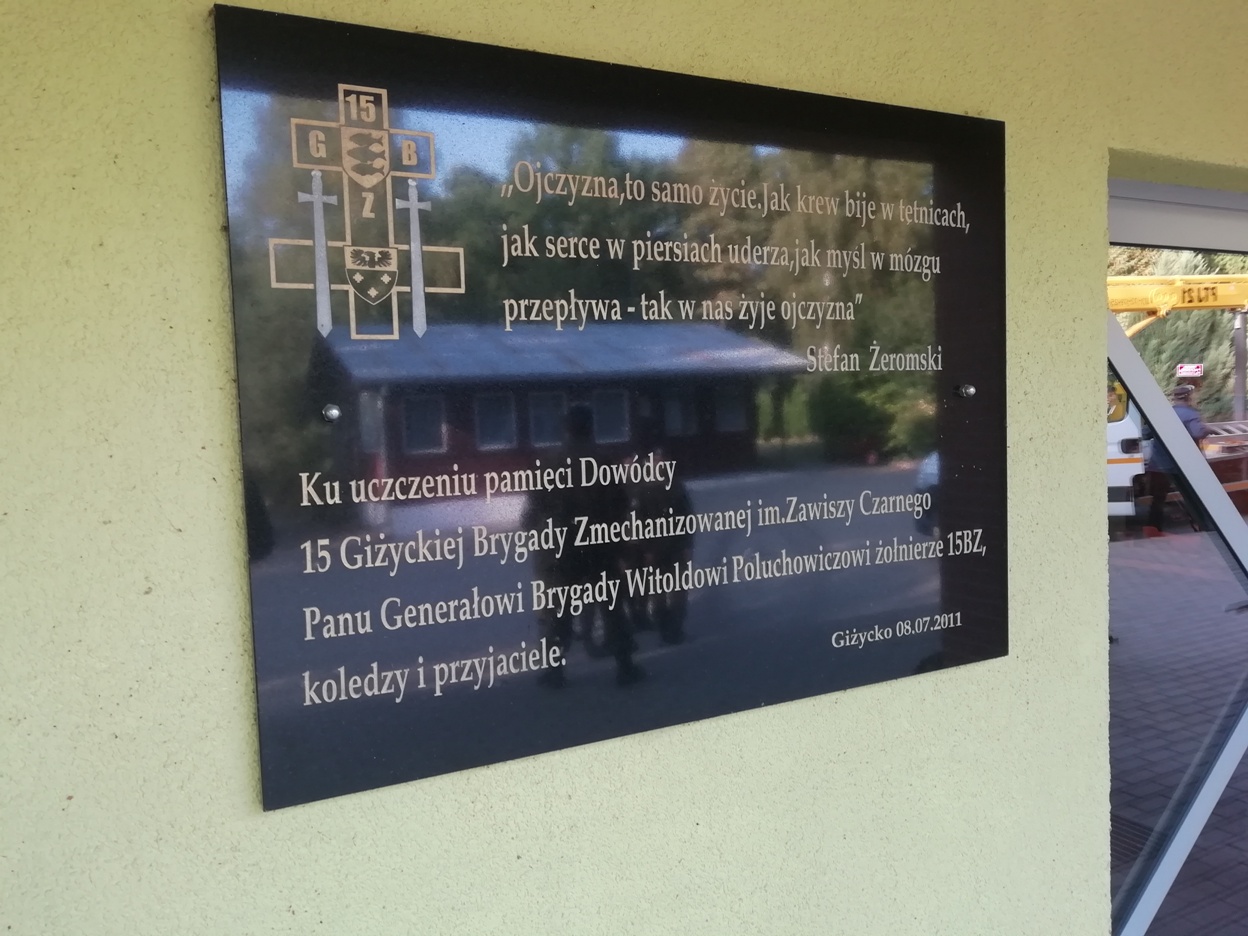 15
G B
Z
„Ojczyzna,to samo życie.Jak krew bije w tętnicach,
jak serce w piersiach uderza,jak myśl w mózgu
przepływa - tak w nas żyje ojczyzna”
Stefan Żeromski
Ku uczczeniu pamięci Dowódcy
15 Giżyckiej Brygady Zmechanizowanej im.Zawiszy Czarnego
Panu Generałowi Brygady Witoldowi Poluchowiczowi żołnierze 15BZ,
koledzy i przyjaciele.
Giżycko 08.07.2011